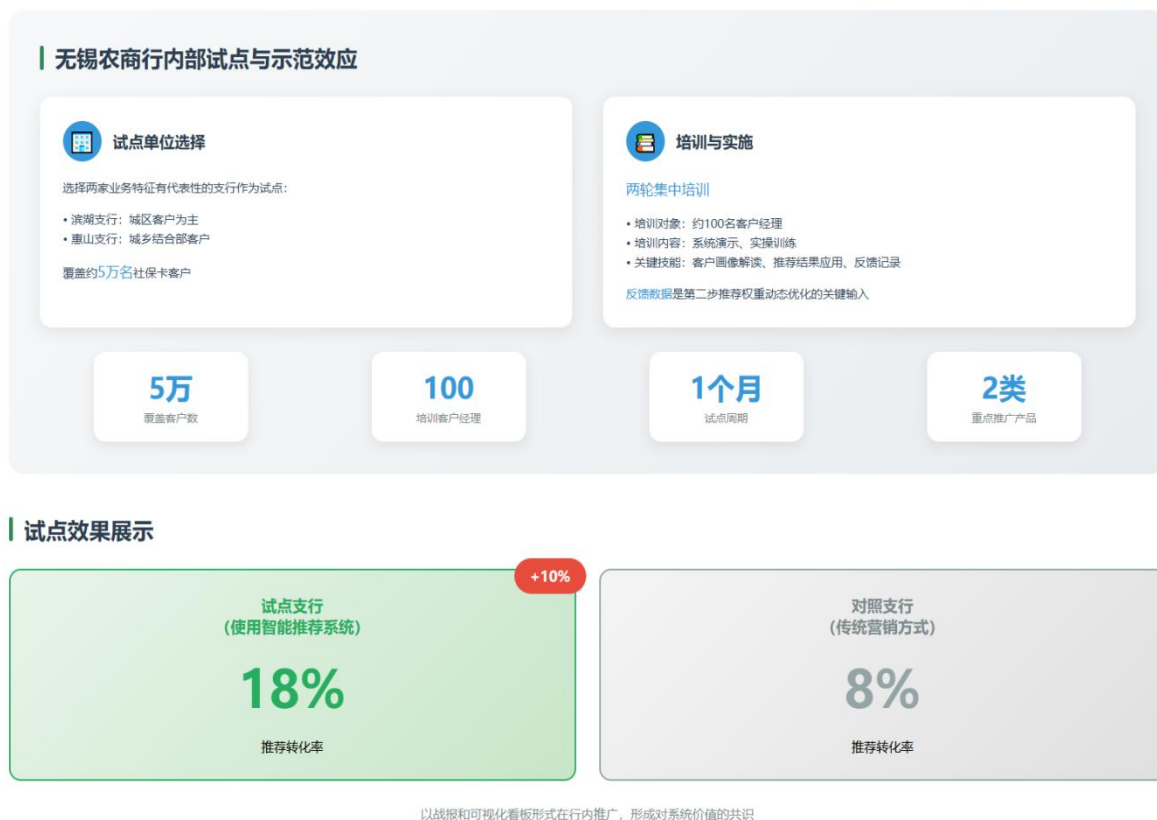 无锡农商行内部试点与示范效应
试点单位选择
选择两家业务特征有代表性的支行作为试点：
• 滨湖支行：城区客户为主
• 惠山支行：城乡结合部客户
覆盖约5万名社保卡客户
培训与实施
两轮集中培训
• 培训对象：约100名客户经理
• 培训内容：系统演示、实操训练
• 关键技能：客户画像解读、推荐结果应用、反馈记录
反馈数据是第二步推荐权重动态优化的关键输入
5万
覆盖客户数
100
培训客户经理
1个月
试点周期
2类
重点推广产品
试点效果展示
+10%
试点支行
（使用智能推荐系统）
18%
推荐转化率
对照支行
（传统营销方式）
8%
推荐转化率
以战报和可视化看板形式在行内推广，形成对系统价值的共识